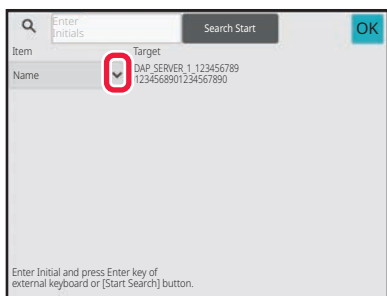 Enter
Initials
Search Start
OK
Item
Target
Name
DAP_SERVER_1_123456789
1234568901234567890
Enter Initial and press Enter key of
external keyboard or [Start Search] button.